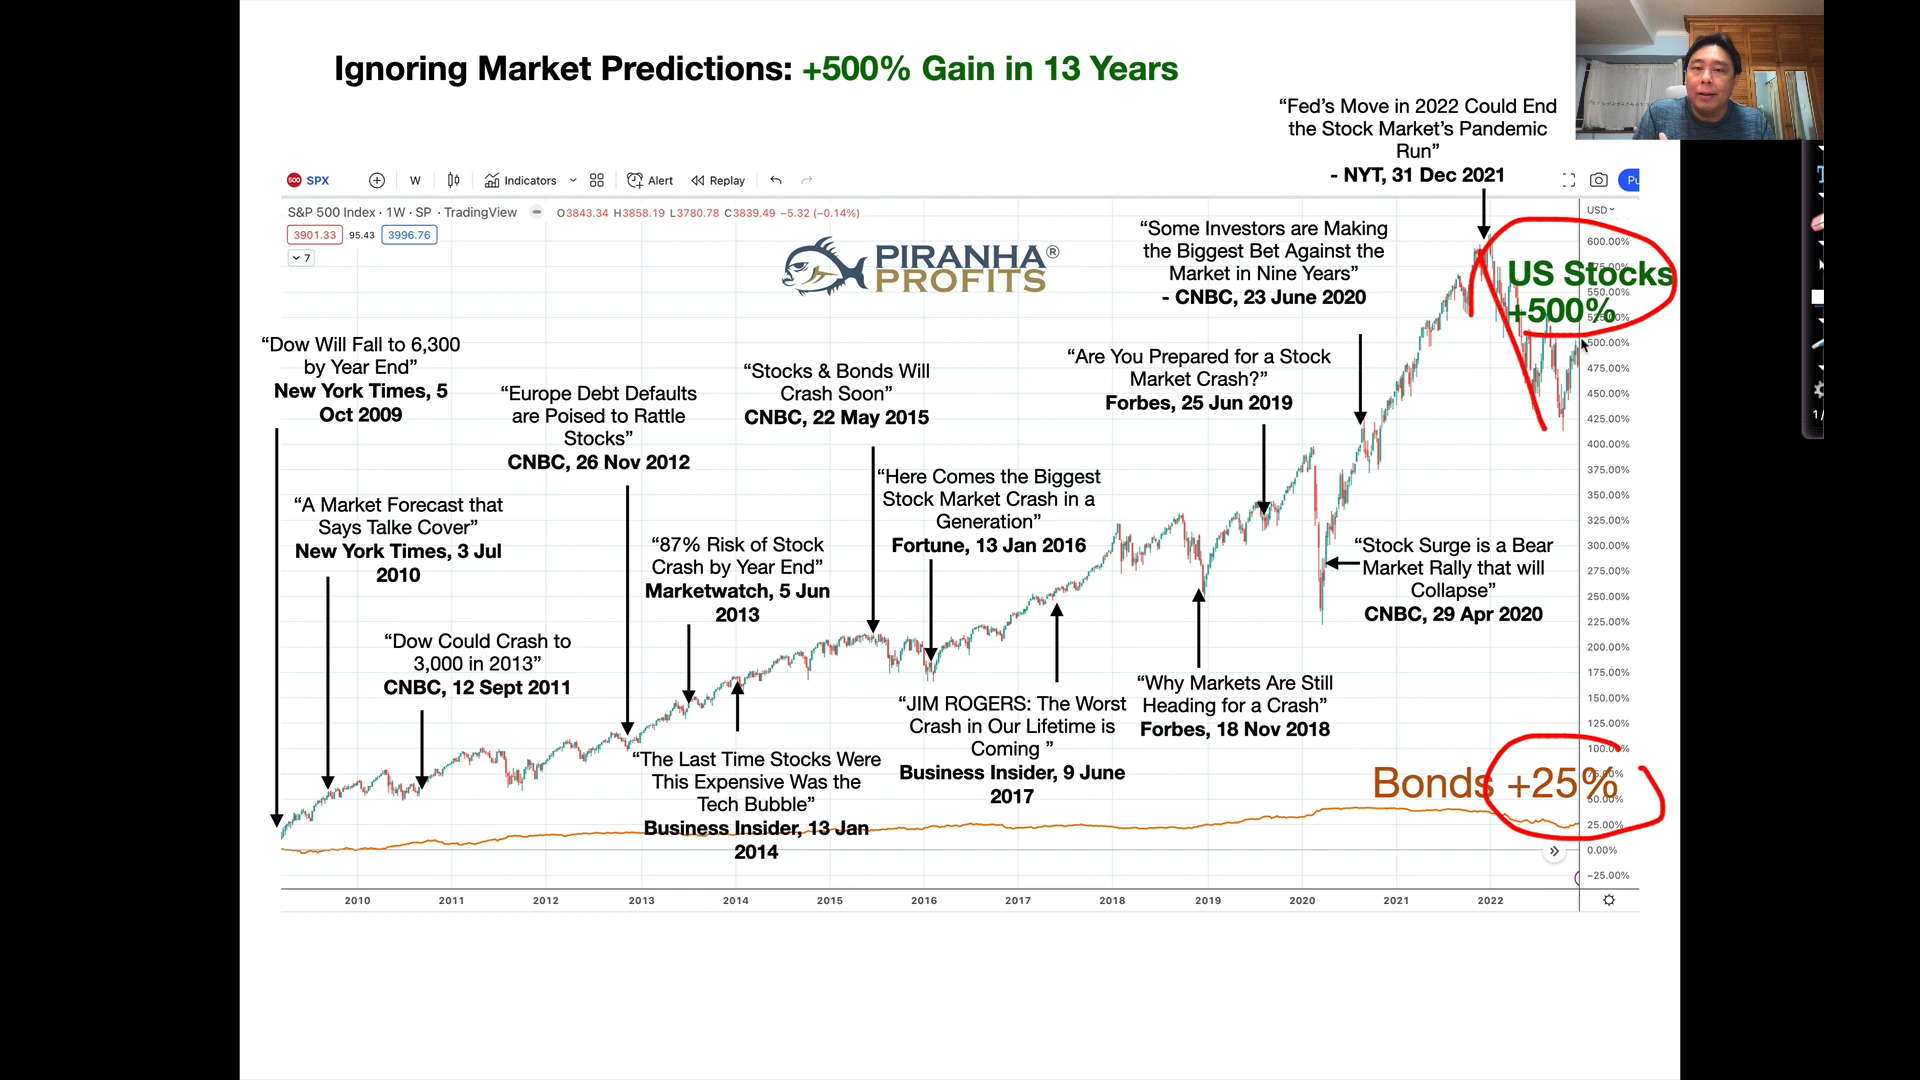 Ignoring Market Predictions: +500% Gain in 13 Years
“Fed’s Move in 2022 Could End
the Stock Market’s Pandemic
Run”
- NYT, 31 Dec 2021
SPX
W
Indicators
Alert
Replay
S&P 500 Index · 1W · SP · TradingView
O3843.34 H3858.19 L3780.78 C3839.49 −5.32 (−0.14%)
USD
3901.33 95.43 3996.76
7
PIRANHA®
PROFITS
“Some Investors are Making
the Biggest Bet Against the
Market in Nine Years”
- CNBC, 23 June 2020
US Stocks
+500%
“Dow Will Fall to 6,300
by Year End”
New York Times, 5
Oct 2009
“Europe Debt Defaults
are Poised to Rattle
Stocks”
CNBC, 26 Nov 2012
“Stocks & Bonds Will
Crash Soon”
CNBC, 22 May 2015
“Are You Prepared for a Stock
Market Crash?”
Forbes, 25 Jun 2019
“A Market Forecast that
Says Talke Cover”
New York Times, 3 Jul
2010
“Here Comes the Biggest
Stock Market Crash in a
Generation”
Fortune, 13 Jan 2016
“87% Risk of Stock
Crash by Year End”
Marketwatch, 5 Jun
2013
“Stock Surge is a Bear
Market Rally that will
Collapse”
CNBC, 29 Apr 2020
“Dow Could Crash to
3,000 in 2013”
CNBC, 12 Sept 2011
“The Last Time Stocks Were
This Expensive Was the
Tech Bubble”
Business Insider, 13 Jan
2014
“JIM ROGERS: The Worst
Crash in Our Lifetime is
Coming ”
Business Insider, 9 June
2017
“Why Markets Are Still
Heading for a Crash”
Forbes, 18 Nov 2018
Bonds +25%
600.00%
550.00%
500.00%
475.00%
450.00%
425.00%
400.00%
375.00%
350.00%
325.00%
300.00%
275.00%
250.00%
225.00%
200.00%
175.00%
150.00%
125.00%
100.00%
75.00%
50.00%
25.00%
0.00%
−25.00%
2010 2011 2012 2013 2014 2015 2016 2017 2018 2019 2020 2021 2022